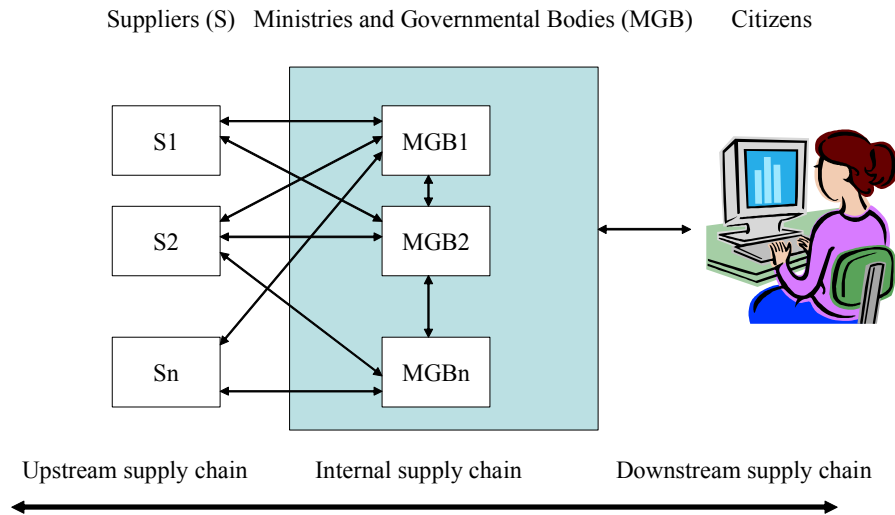 Suppliers (S) Ministries and Governmental Bodies (MGB) Citizens
S1 MGB1
S2 MGB2
Sn MGBn
Upstream supply chain Internal supply chain Downstream supply chain